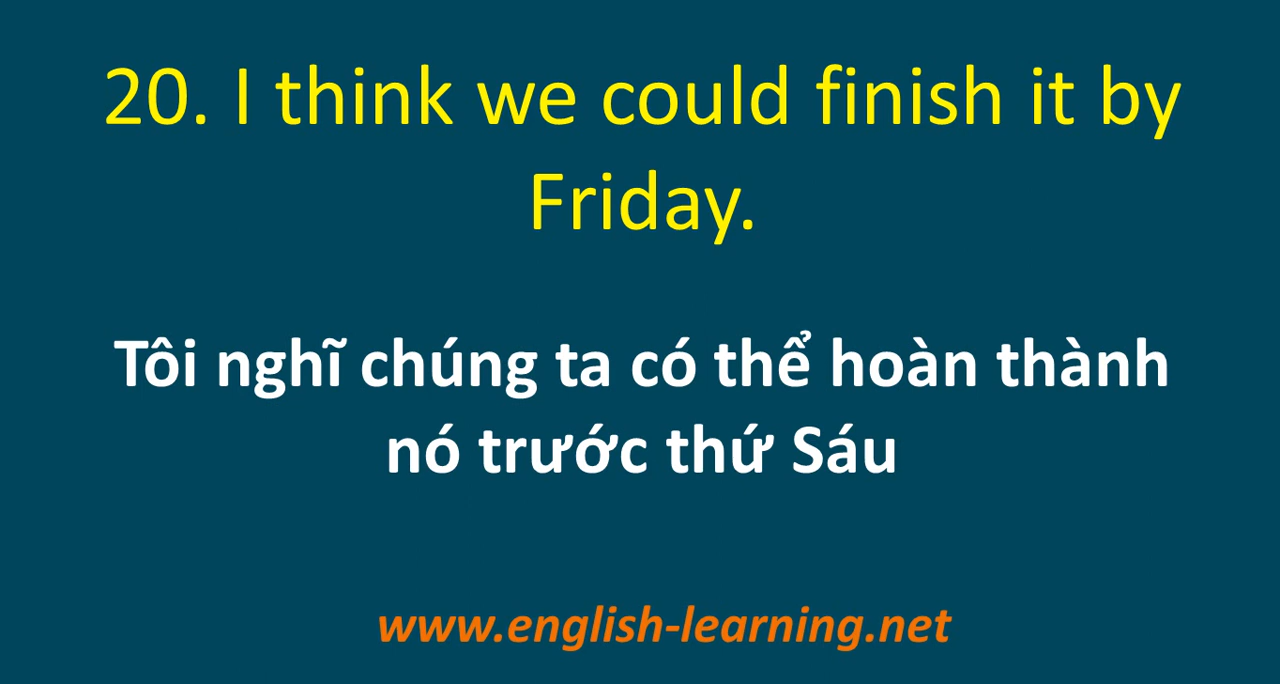 20. I think we could finish it by
Friday.
Tôi nghĩ chúng ta có thể hoàn thành
nó trước thứ Sáu
www.english-learning.net